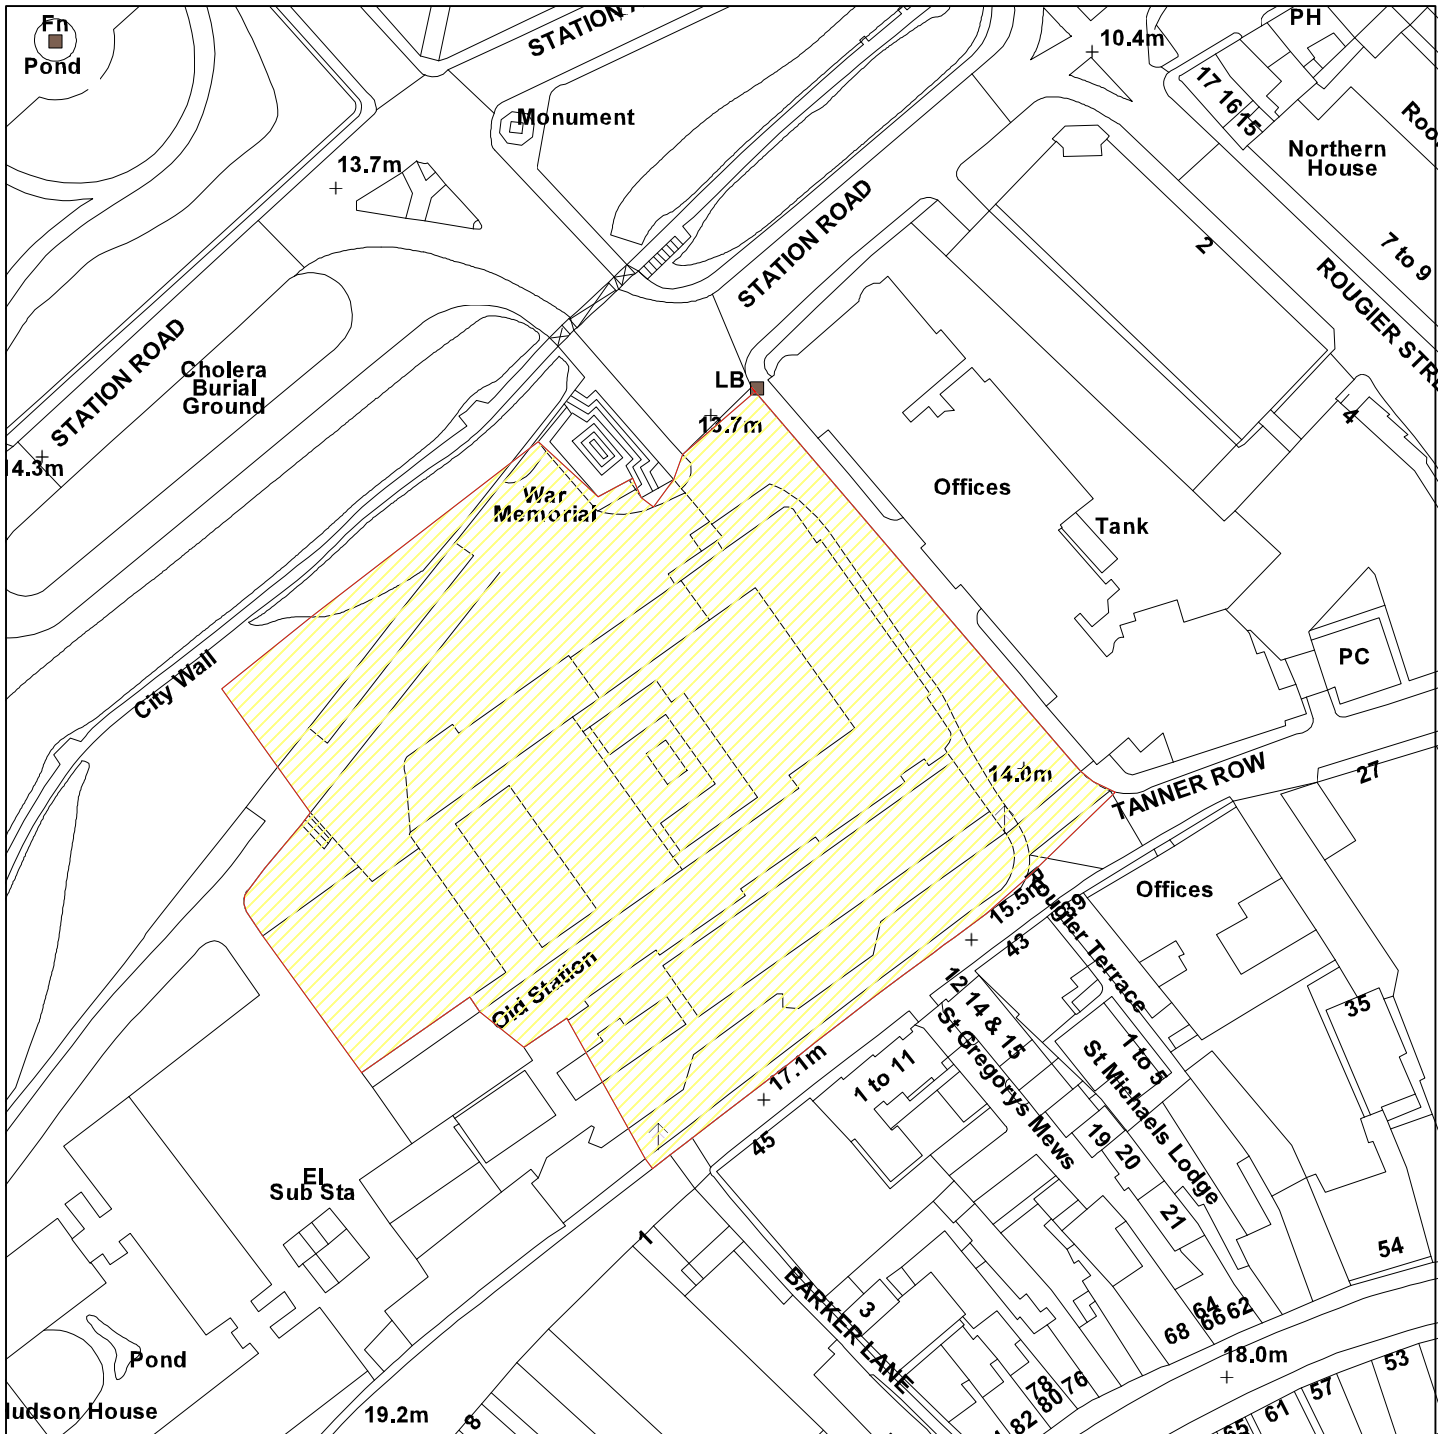 Fn
Pond
STATION
PH
10.4m
Monument
17 16
15
Northern
House
13.7m
STATION ROAD
2
7 to 9
ROUGIER STRE
STATION ROAD
Cholera
Burial
Ground
LB
13.7m
4
14.3m
War
Memorial
Offices
Tank
City Wall
PC
14.0m
TANNER ROW
27
Offices
15.5m
39
Rougier Terrace
43
Old Station
12
14 & 15
35
17.1m
St Gregorys Mews
1 to 11
1 to 5
St Michaels Lodge
45
19
20
El
Sub Sta
21
1
54
BARKER LANE
3
64
66
62
68
18.0m
Pond
53
78
80
76
57
udson House
19.2m
8
82
61
65